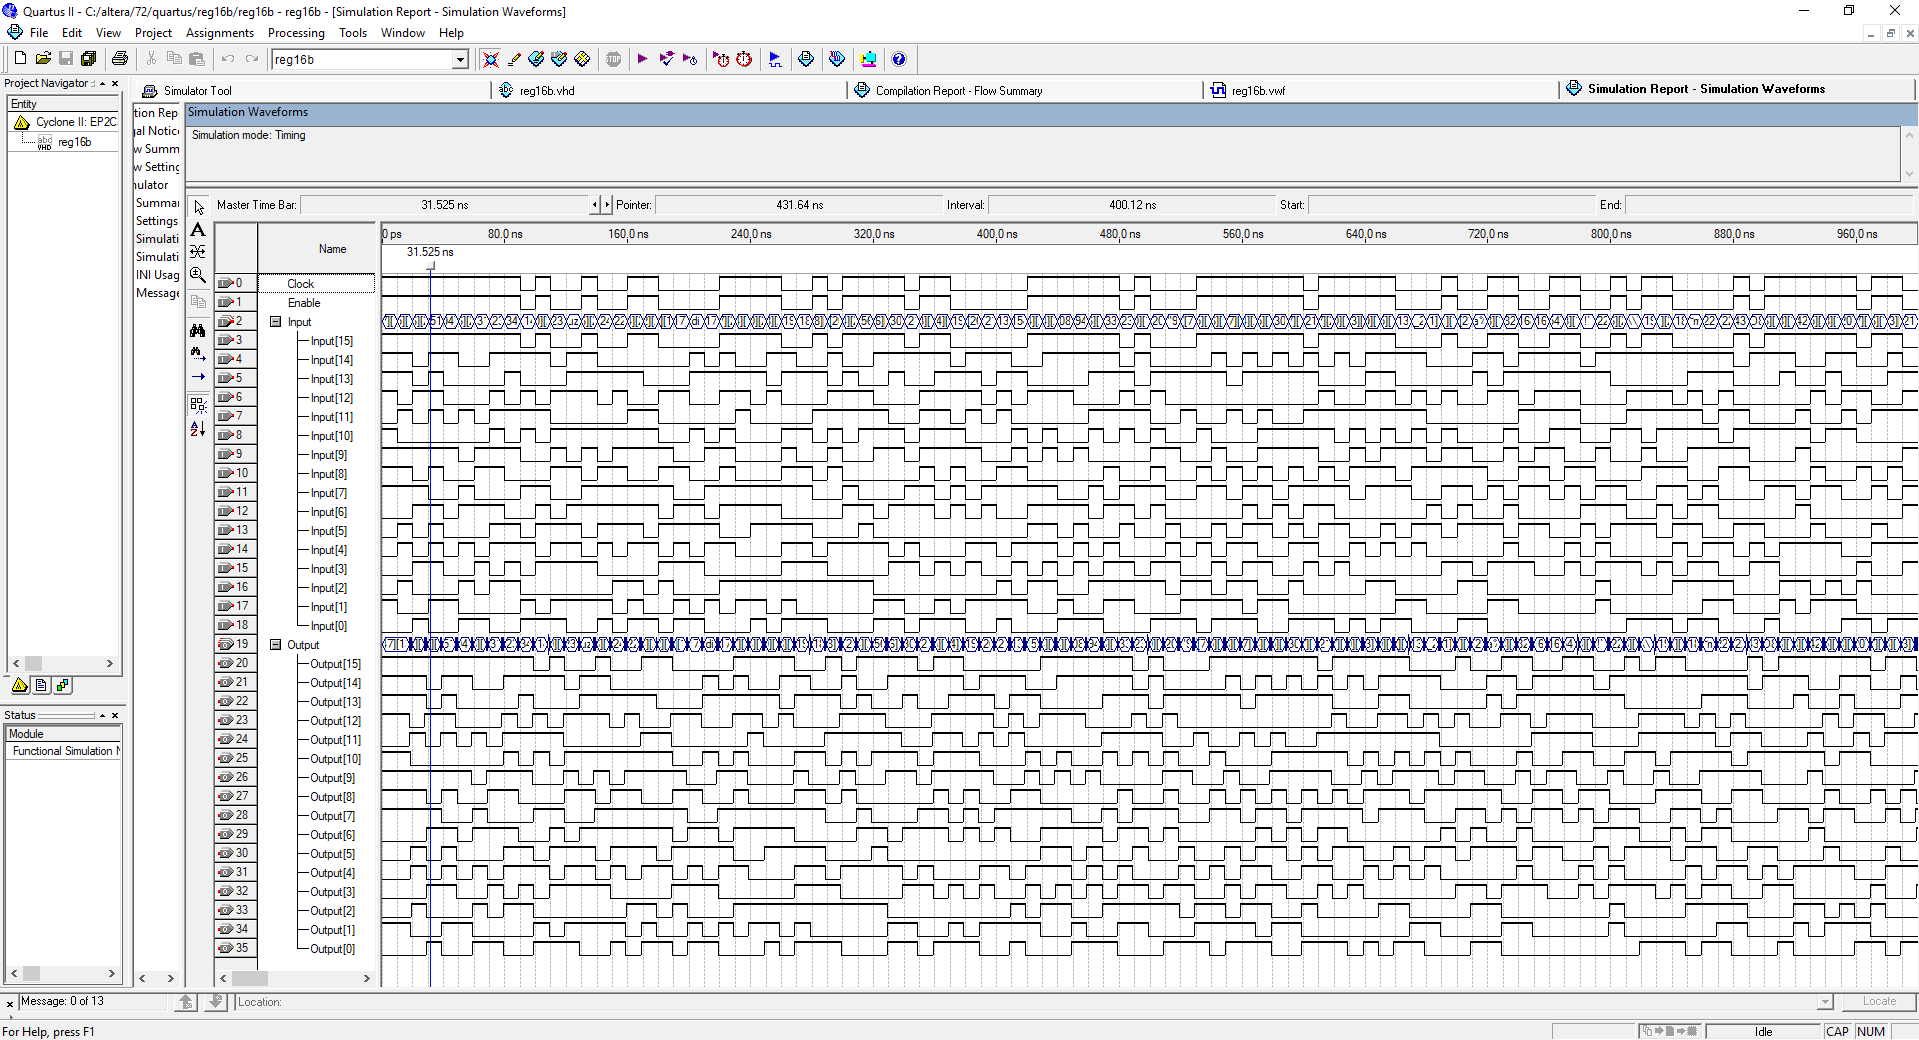 Quartus II - C:/altera/72/quartus/reg16b/reg16b - reg16b - [Simulation Report - Simulation Waveforms]
File Edit View Project Assignments Processing Tools Window Help
reg16b
Project Navigator
Entity
Cyclone II: EP2C
reg16b
Simulator Tool
reg16b.vhd
Compilation Report - Flow Summary
reg16b.vwf
Simulation Report - Simulation Waveforms
tion Rep
gal Notic
w Summ
w Setting
nulator
Summar
Settings
Simulati
Simulati
INI Usag
Message
Simulation Waveforms
Simulation mode: Timing
Master Time Bar: 31.525 ns Pointer: 431.64 ns Interval: 400.12 ns Start: End:
Name
0 ps 80.0 ns 160.0 ns 240.0 ns 320.0 ns 400.0 ns 480.0 ns 560.0 ns 640.0 ns 720.0 ns 800.0 ns 880.0 ns 960.0 ns
31.525 ns
0 Clock
1 Enable
2 Input
3 Input[15]
4 Input[14]
5 Input[13]
6 Input[12]
7 Input[11]
8 Input[10]
9 Input[9]
10 Input[8]
11 Input[7]
12 Input[6]
13 Input[5]
14 Input[4]
15 Input[3]
16 Input[2]
17 Input[1]
18 Input[0]
19 Output
20 Output[15]
21 Output[14]
22 Output[13]
23 Output[12]
24 Output[11]
25 Output[10]
26 Output[9]
27 Output[8]
28 Output[7]
29 Output[6]
30 Output[5]
31 Output[4]
32 Output[3]
33 Output[2]
34 Output[1]
35 Output[0]
Status
Module
Functional Simulation N
Message: 0 of 13
Location:
Locate
For Help, press F1
Idle
CAP NUM